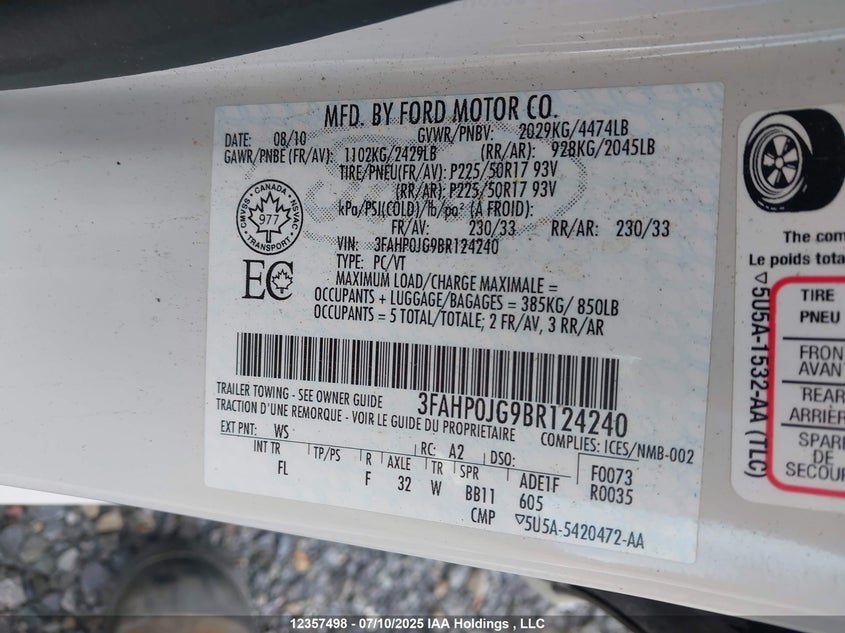 MFD. BY FORD MOTOR CO.
DATE: 08/10 GVWR/PNBV: 2029KG/4474LB
GAWR/PNBE (FR/AV): 1102KG/2429LB (RR/AR): 928KG/2045LB
TIRE/PNEU(FR/AV): P225/50R17 93V
(RR/AR): P225/50R17 93V
kPa/PSI(COLD)/lb/po² (À FROID):
FR/AV: 230/33 RR/AR: 230/33
VIN: 3FAHP0JG9BR124240
TYPE: PC/VT
MAXIMUM LOAD/CHARGE MAXIMALE =
OCCUPANTS + LUGGAGE/BAGAGES = 385KG/ 850LB
OCCUPANTS = 5 TOTAL/TOTALE; 2 FR/AV, 3 RR/AR
CMVSS - CANADA - NSVAC
977
TRANSPORT
EC
3FAHP0JG9BR124240
TRAILER TOWING - SEE OWNER GUIDE
TRACTION D'UNE REMORQUE - VOIR LE GUIDE DU PROPRIETAIRE
COMPLIES: ICES/NMB-002
EXT PNT: WS RC: A2 DSO:
INT TR TP/PS R AXLE TR SPR ADE1F F0073
FL F 32 W BB11 605 R0035
CMP ▽5U5A-5420472-AA
▽5U5A-1532-AA (TLC)
The com
Le poids tota
TIRE
PNEU
FRON
AVANT
REAR
ARRIÈR
SPARE
DE
SECOUR
12357498 - 07/10/2025 IAA Holdings , LLC